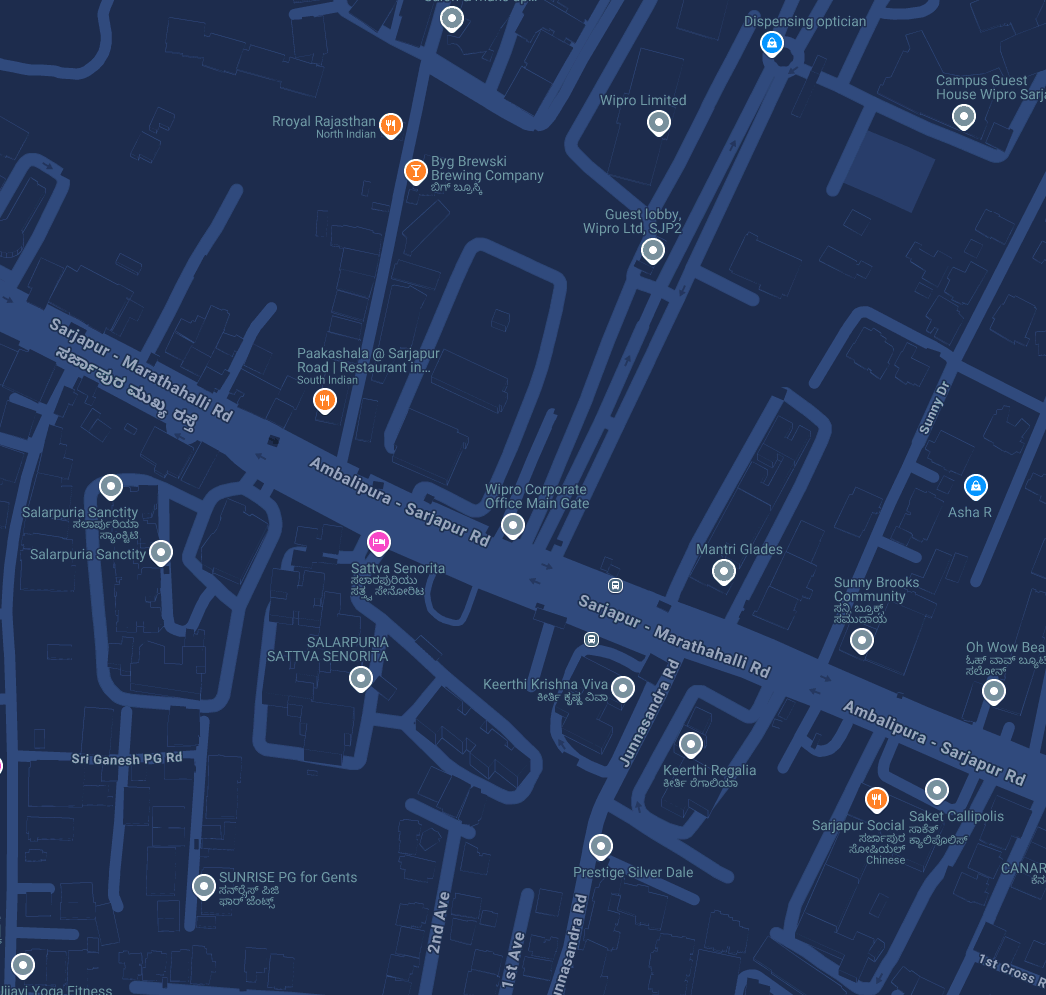 Dispensing optician
Campus Guest
House Wipro Sarja
Wipro Limited
Rroyal Rajasthan
North Indian
Byg Brewski
Brewing Company
ಬಿಗ್ ಬ್ರೂಸ್ಕಿ
Guest lobby,
Wipro Ltd, SJP2
Sarjapur - Marathahalli Rd
ಸರ್ಜಾಪುರ ಮುಖ್ಯ ರಸ್ತೆ
Paakashala @ Sarjapur
Road | Restaurant in...
South Indian
Sunny Dr
Ambalipura - Sarjapur Rd
Wipro Corporate
Office Main Gate
Asha R
Salarpuria Sanctity
ಸಲಾರ್ಪುರಿಯಾ
ಸ್ಯಾಂಕ್ಟಿಟಿ
Salarpuria Sanctity
Sattva Senorita
ಸಲಾರಪುರಿಯು
ಸತ್ತ್ವ ಸೇನೋರಿಟ
Mantri Glades
Sunny Brooks
Community
ಸನ್ನಿ ಬ್ರೂಕ್ಸ್
ಸಮುದಾಯ
Sarjapur - Marathahalli Rd
SALARPURIA
SATTVA SENORITA
Oh Wow Bea
ಓಹ್ ವಾವ್ ಬ್ಯೂಟಿ
ಸಲೋನ್
Keerthi Krishna Viva
ಕೀರ್ತಿ ಕೃಷ್ಣ ವಿವಾ
Junnasandra Rd
Ambalipura - Sarjapur Rd
Sri Ganesh PG Rd
Keerthi Regalia
ಕೀರ್ತಿ ರೆಗಾಲಿಯಾ
Saket Callipolis
ಸಾಕೆತ್
ಕ್ಯಾಲಿಪೊಲಿಸ್
Sarjapur Social
ಸರ್ಜಾಪುರ
ಸೋಷಿಯಲ್
Chinese
Prestige Silver Dale
CANAR
SUNRISE PG for Gents
ಸನ್‌ರೈಸ್ ಪಿಜಿ
ಫಾರ್ ಜೆಂಟ್ಸ್
2nd Ave
1st Ave
unnasandra Rd
1st Cross R
Yoga Fitness